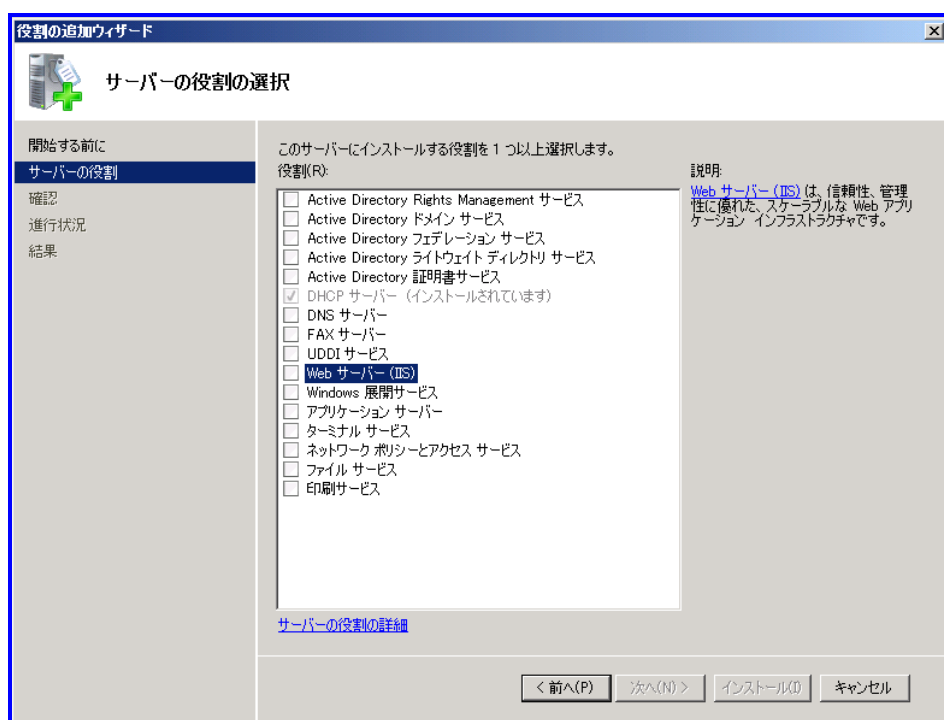 役割の追加ウィザード
サーバーの役割の選択
開始する前に
サーバーの役割
確認
進行状況
結果
このサーバーにインストールする役割を 1 つ以上選択します。
役割(R):
Active Directory Rights Management サービス
Active Directory ドメイン サービス
Active Directory フェデレーション サービス
Active Directory ライトウェイト ディレクトリ サービス
Active Directory 証明書サービス
DHCP サーバー (インストールされています)
DNS サーバー
FAX サーバー
UDDI サービス
Web サーバー (IIS)
Windows 展開サービス
アプリケーション サーバー
ターミナル サービス
ネットワーク ポリシーとアクセス サービス
ファイル サービス
印刷サービス
サーバーの役割の詳細
説明:
Web サーバー (IIS) は、信頼性、管理
性に優れた、スケーラブルな Web アプリ
ケーション インフラストラクチャです。
< 前へ(P)
次へ(N) >
インストール(I)
キャンセル